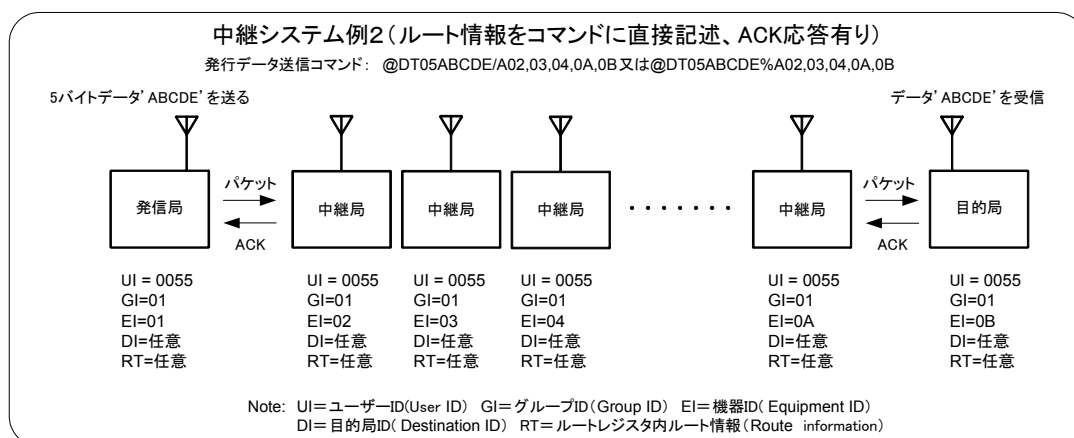 中継システム例2(ルート情報をコマンドに直接記述、ACK応答有り)
発行データ送信コマンド: @DT05ABCDE/A02,03,04,0A,0B又は@DT05ABCDE%A02,03,04,0A,0B
5バイトデータ'ABCDE'を送る
データ'ABCDE'を受信
発信局
パケット
ACK
中継局
中継局
中継局
・・・・・・・
中継局
パケット
ACK
目的局
UI = 0055
GI=01
EI=01
DI=任意
RT=任意
UI = 0055
GI=01
EI=02
DI=任意
RT=任意
UI = 0055
GI=01
EI=03
DI=任意
RT=任意
UI = 0055
GI=01
EI=04
DI=任意
RT=任意
UI = 0055
GI=01
EI=0A
DI=任意
RT=任意
UI = 0055
GI=01
EI=0B
DI=任意
RT=任意
Note: UI=ユーザーID(User ID) GI=グループID(Group ID) EI=機器ID( Equipment ID)
DI=目的局ID( Destination ID) RT=ルートレジスタ内ルート情報(Route information)